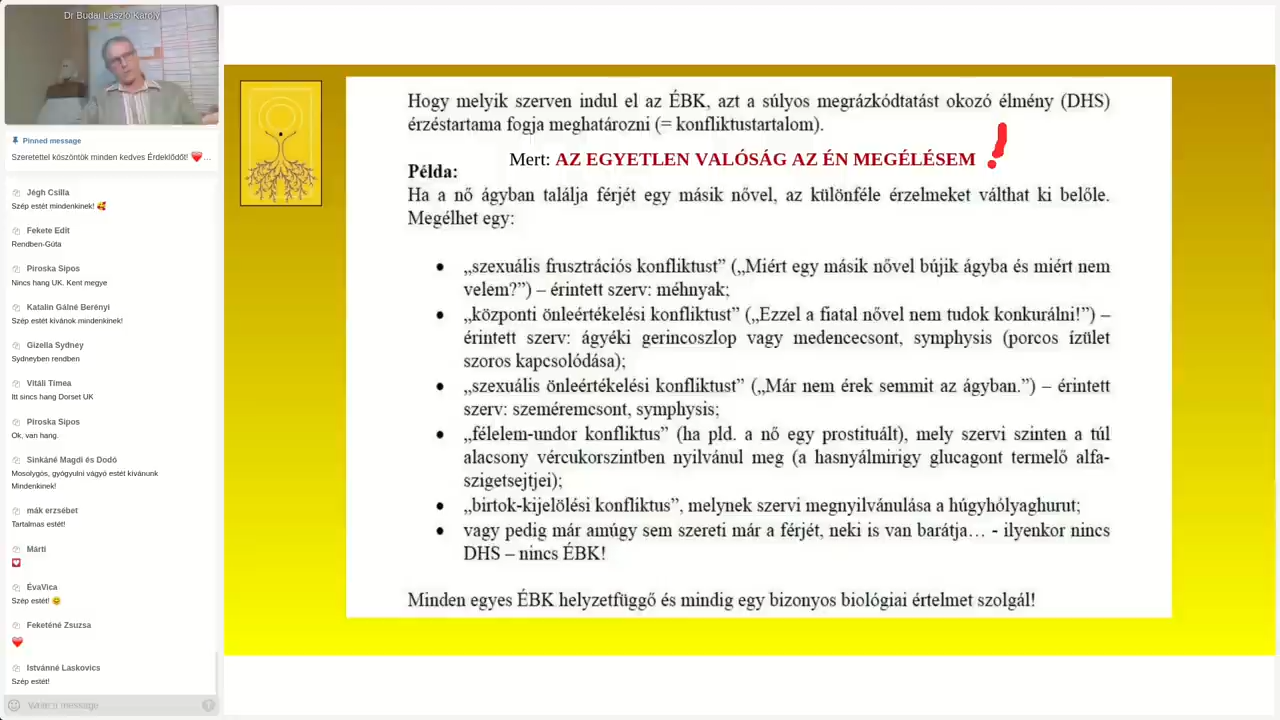 Dr Budai László Károly
Pinned message
Szeretettel köszöntök minden kedves Érdeklődőt! ❤️...
Jégh Csilla
Szép estét mindenkinek! 🥰
Fekete Edit
Rendben-Gúta
Piroska Sipos
Nincs hang UK. Kent megye
Katalin Gálné Berényi
Szép estét kívánok mindenkinek!
Gizella Sydney
Sydneyben rendben
Vitáli Tímea
Itt sincs hang Dorset UK
Piroska Sipos
Ok, van hang.
Sinkáné Magdi és Dodó
Mosolygós, gyógyulni vágyó estét kívánunk
Mindenkinek!
mák erzsébet
Tartalmas estét!
Márti
💟
ÉvaVica
Szép estét! 😊
Feketéné Zsuzsa
❤️
Istvánné Laskovics
Szép estét!
Write a message
Hogy melyik szerven indul el az ÉBK, azt a súlyos megrázkódtatást okozó élmény (DHS)
érzéstartama fogja meghatározni (= konfliktustartalom).
Mert: AZ EGYETLEN VALÓSÁG AZ ÉN MEGÉLÉSEM !
Példa:
Ha a nő ágyban találja férjét egy másik nővel, az különféle érzelmeket válthat ki belőle.
Megélhet egy:
• „szexuális frusztrációs konfliktust” („Miért egy másik nővel bújik ágyba és miért nem
velem?”) – érintett szerv: méhnyak;
• „központi önleértékelési konfliktust” („Ezzel a fiatal nővel nem tudok konkurálni!”) –
érintett szerv: ágyéki gerincoszlop vagy medencecsont, symphysis (porcos ízület
szoros kapcsolódása);
• „szexuális önleértékelési konfliktust” („Már nem érek semmit az ágyban.”) – érintett
szerv: szeméremcsont, symphysis;
• „félelem-undor konfliktus” (ha pld. a nő egy prostituált), mely szervi szinten a túl
alacsony vércukorszintben nyilvánul meg (a hasnyálmirigy glucagont termelő alfa-
szigetsejtjei);
• „birtok-kijelölési konfliktus”, melynek szervi megnyilvánulása a húgyhólyaghurut;
• vagy pedig már amúgy sem szereti már a férjét, neki is van barátja… - ilyenkor nincs
DHS – nincs ÉBK!
Minden egyes ÉBK helyzetfüggő és mindig egy bizonyos biológiai értelmet szolgál!